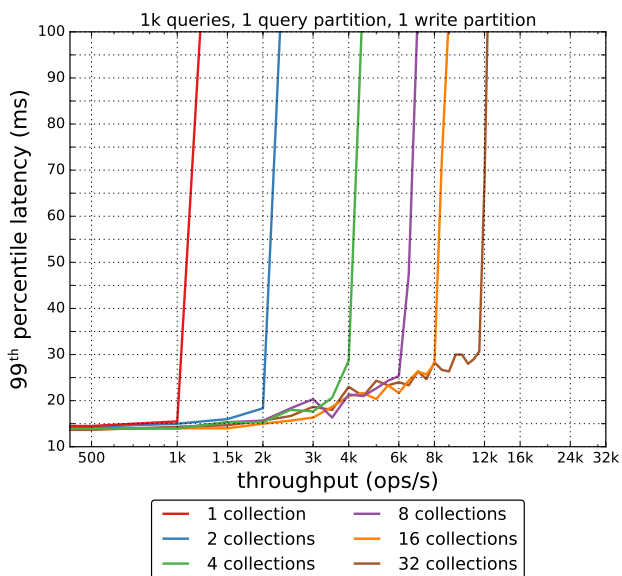 1k queries, 1 query partition, 1 write partition
99th percentile latency (ms)
100
90
80
70
60
50
40
30
20
10
500 1k 1.5k 2k 3k 4k 6k 8k 12k 16k 24k 32k
throughput (ops/s)
1 collection 8 collections
2 collections 16 collections
4 collections 32 collections